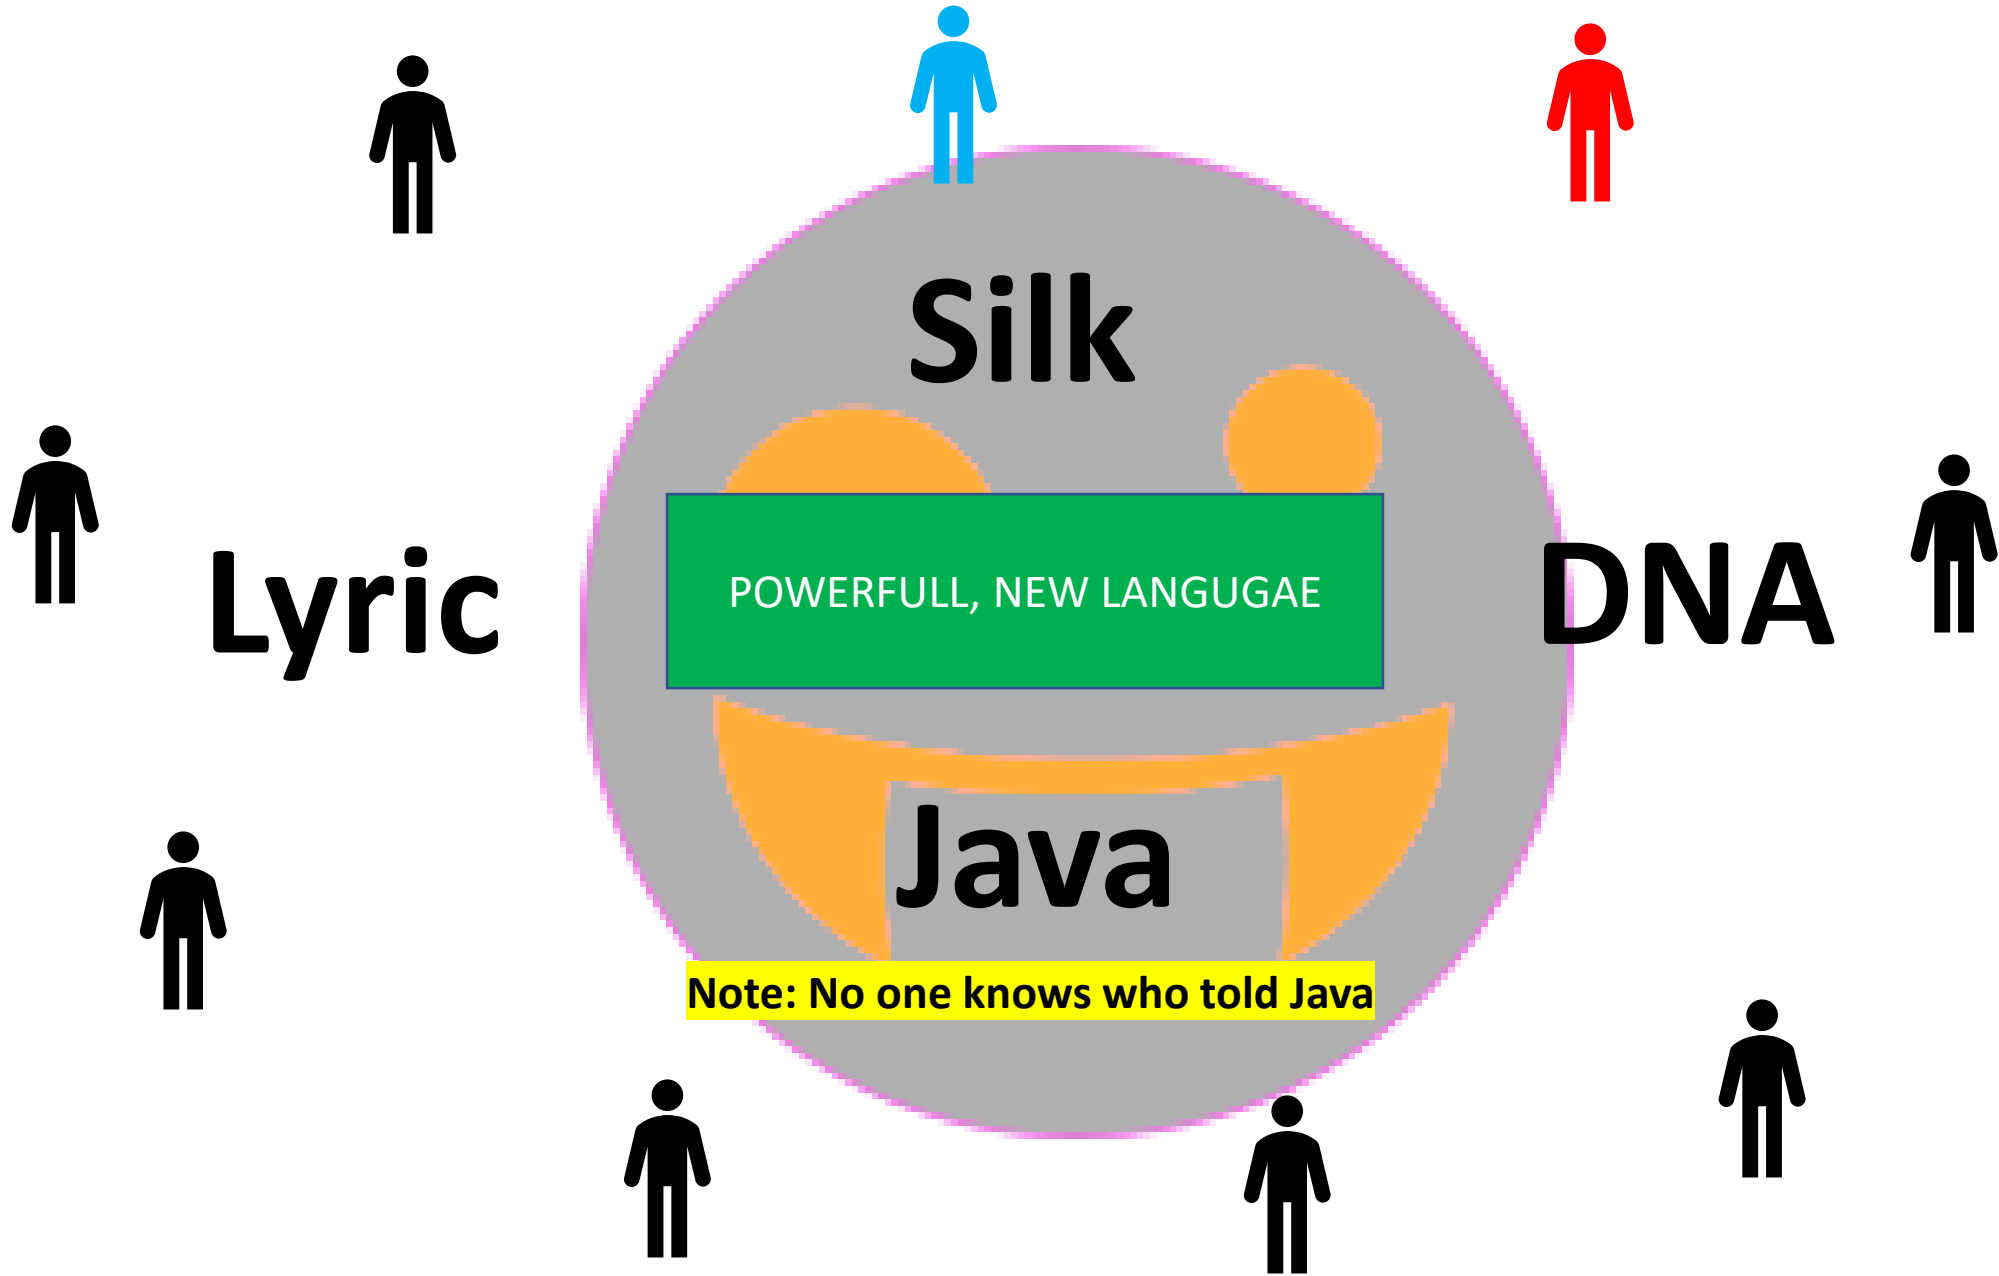 Silk
Lyric
POWERFULL, NEW LANGUGAE
DNA
Java
Note: No one knows who told Java